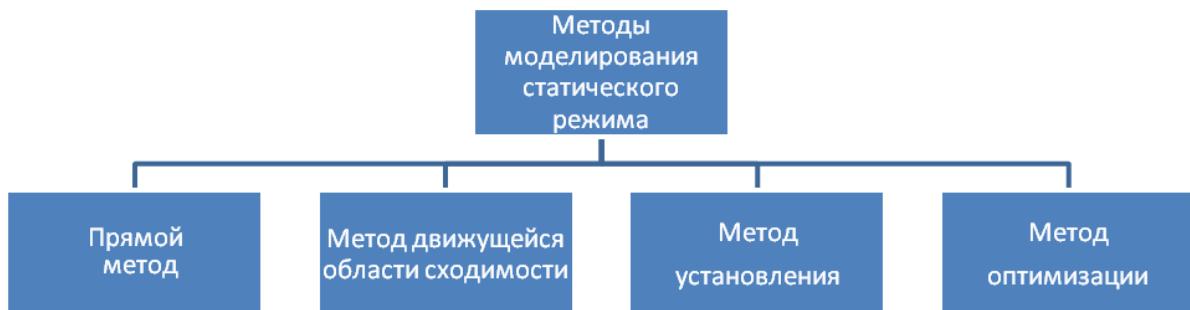 Методы
моделирования
статического
режима
Прямой
метод
Метод движущейся
области сходимости
Метод
установления
Метод
оптимизации